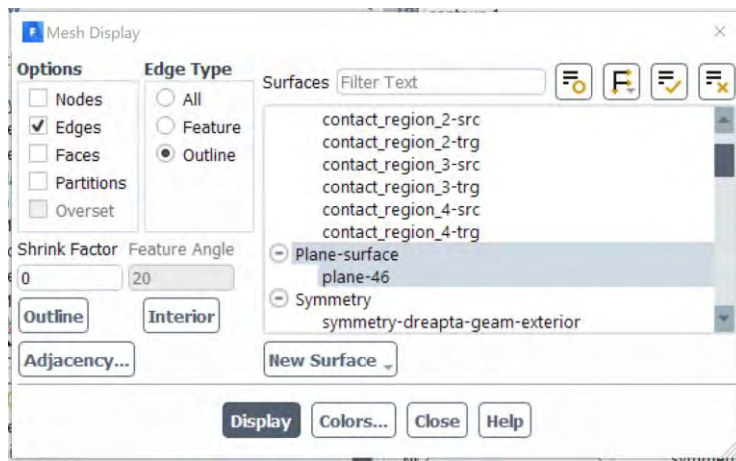 contour-1
Mesh Display
Options
Nodes
Edges
Faces
Partitions
Overset
Edge Type
All
Feature
Outline
Shrink Factor
0
Feature Angle
20
Outline
Interior
Adjacency...
Surfaces
Filter Text
contact_region_2-src
contact_region_2-trg
contact_region_3-src
contact_region_3-trg
contact_region_4-src
contact_region_4-trg
Plane-surface
plane-46
Symmetry
symmetry-dreapta-geam-exterior
New Surface
Display
Colors...
Close
Help